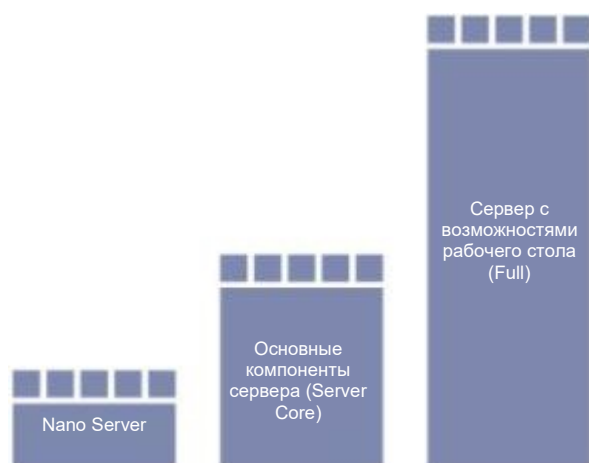 Сервер с
возможностями
рабочего стола
(Full)
Основные
компоненты
сервера (Server
Core)
Nano Server